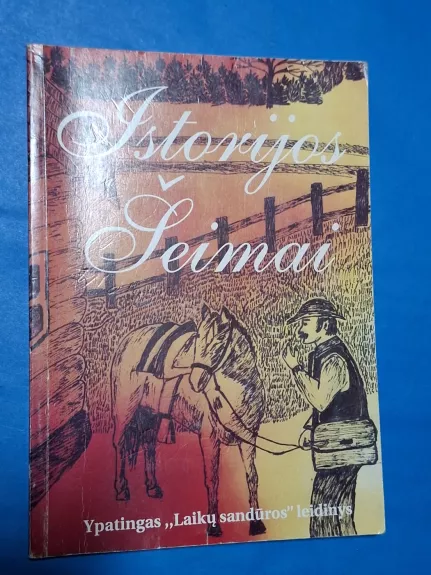 Istorijos
Šeimai
Ypatingas ,,Laikų sandūros" leidinys